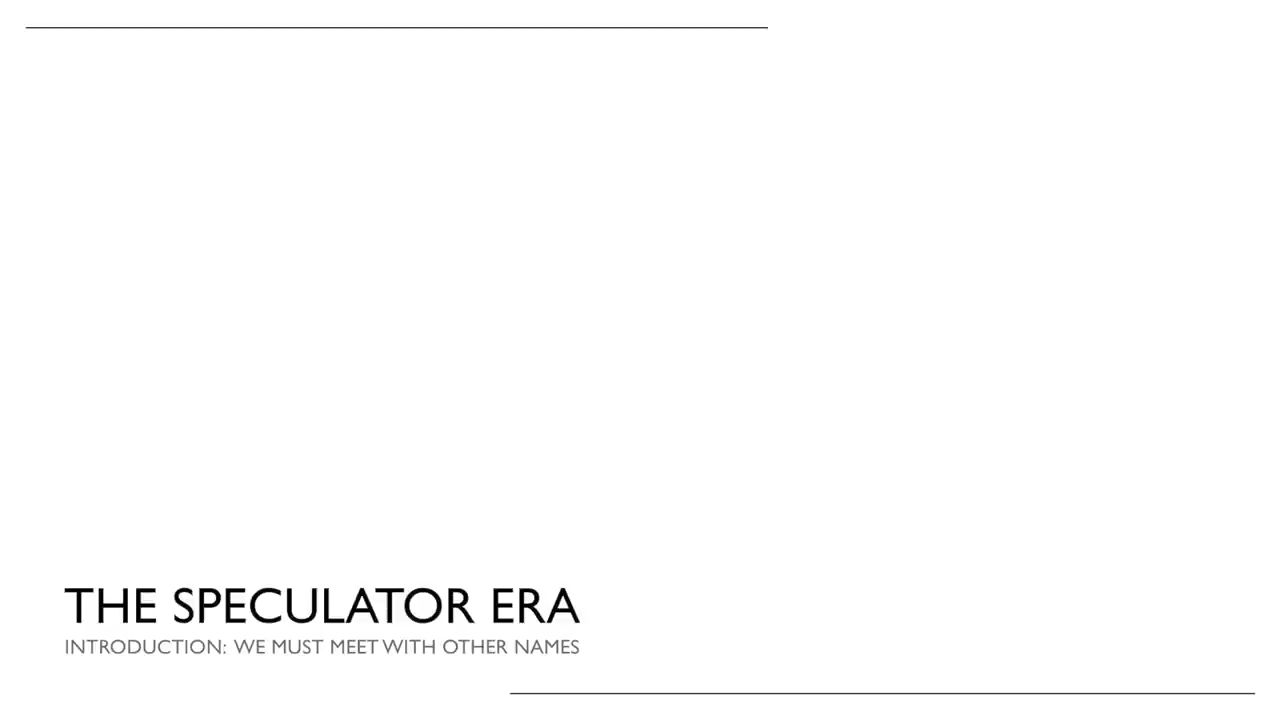 THE SPECULATOR ERA
INTRODUCTION: WE MUST MEET WITH OTHER NAMES